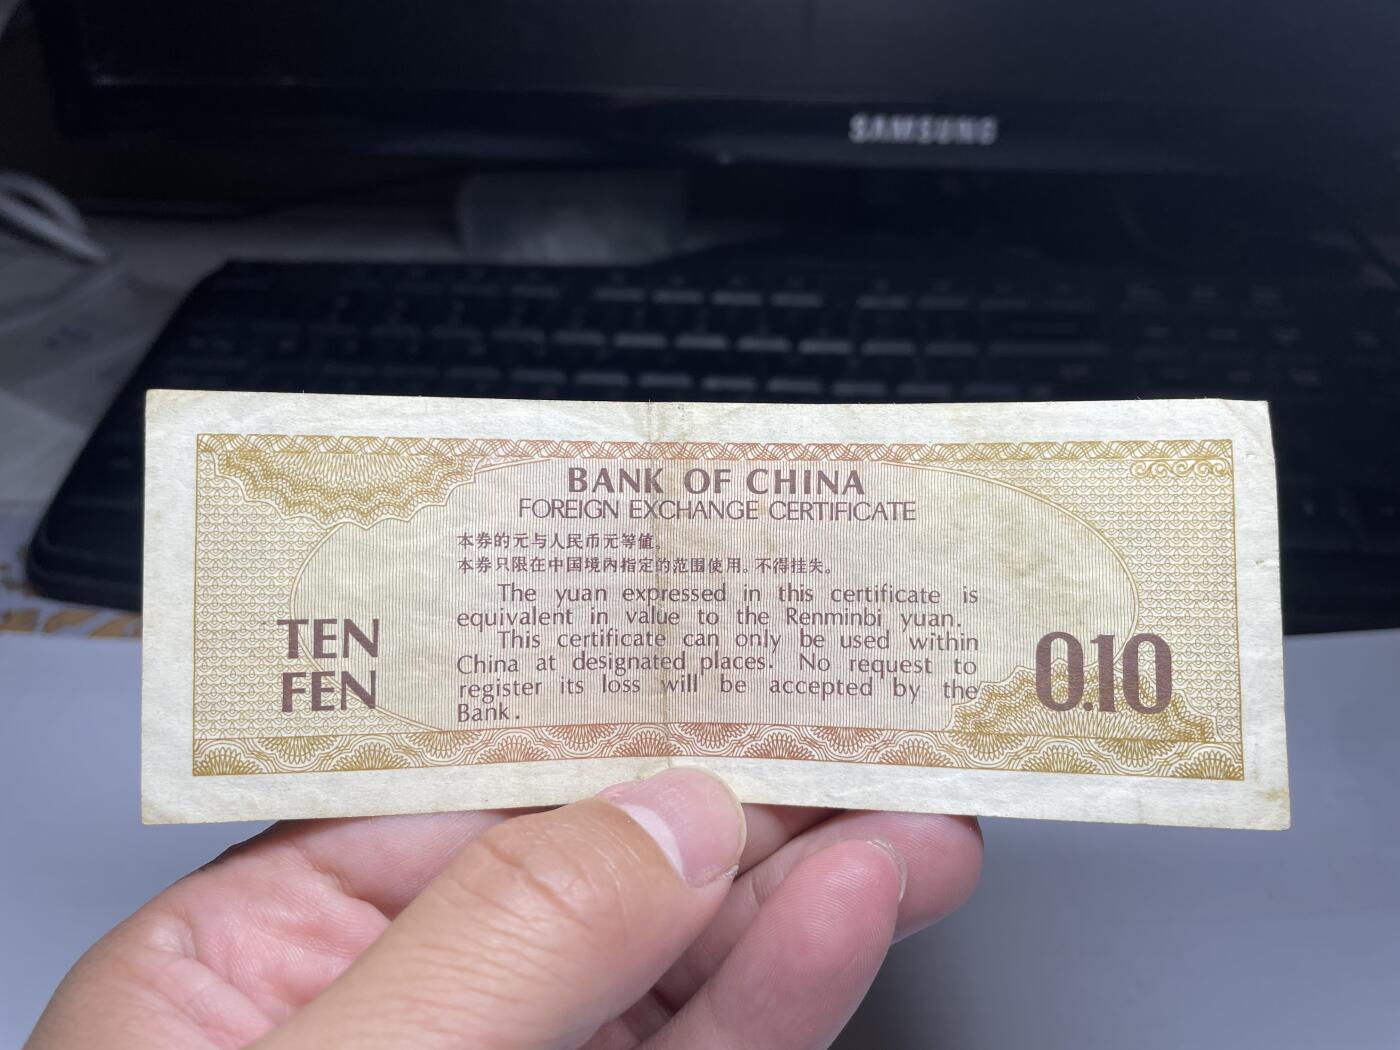 SAMSUNG
BANK OF CHINA
FOREIGN EXCHANGE CERTIFICATE
本券的元与人民币元等值。
本券只限在中国境内指定的范围使用。不得挂失。
The yuan expressed in this certificate is
equivalent in value to the Renminbi yuan.
This certificate can only be used within
China at designated places. No request to
register its loss will be accepted by the
Bank.
TEN
FEN
0.10